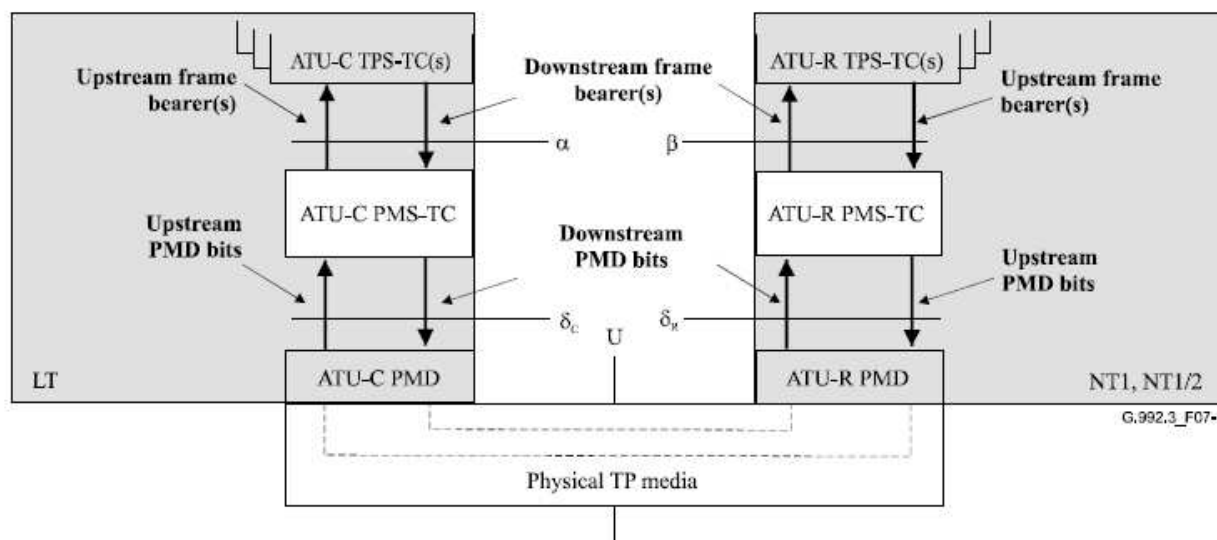 ATU-C TPS-TC(s)
ATU-R TPS-TC(s)
Upstream frame
bearer(s)
Downstream frame
bearer(s)
Upstream frame
bearer(s)
α
β
ATU-C PMS-TC
ATU-R PMS-TC
Upstream
PMD bits
Downstream
PMD bits
Upstream
PMD bits
δC
δR
U
LT
ATU-C PMD
ATU-R PMD
NT1, NT1/2
G.992.3_F07-
Physical TP media